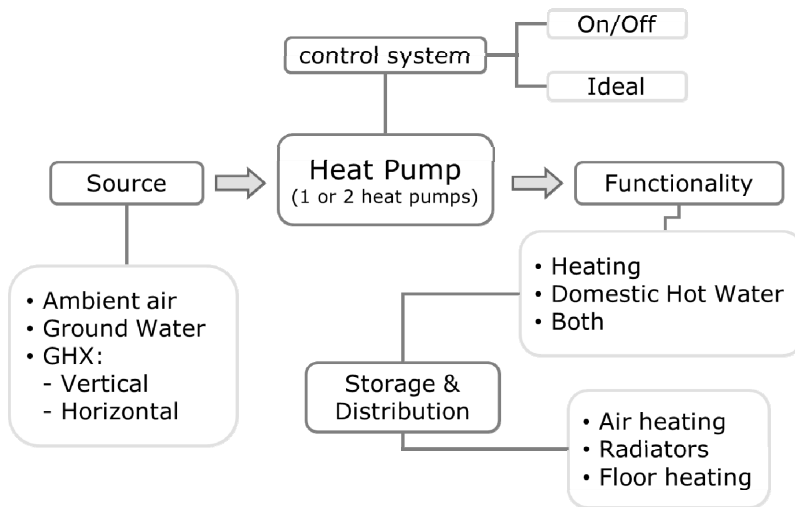 On/Off
control system
Ideal
Heat Pump
(1 or 2 heat pumps)
Source
Functionality
• Ambient air
• Ground Water
• GHX:
- Vertical
- Horizontal
• Heating
• Domestic Hot Water
• Both
Storage &
Distribution
• Air heating
• Radiators
• Floor heating